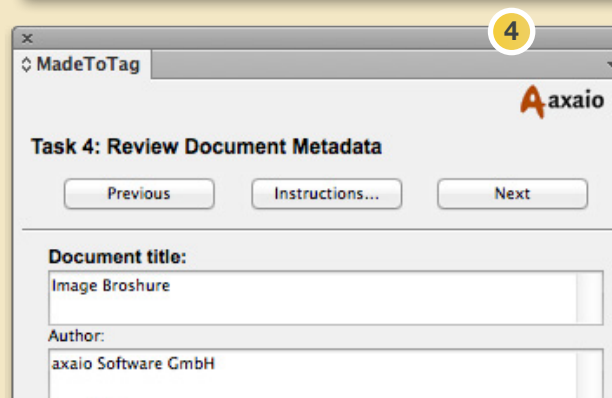 4
MadeToTag
axaio
Task 4: Review Document Metadata
Previous Instructions... Next
Document title:
Image Broshure
Author:
axaio Software GmbH